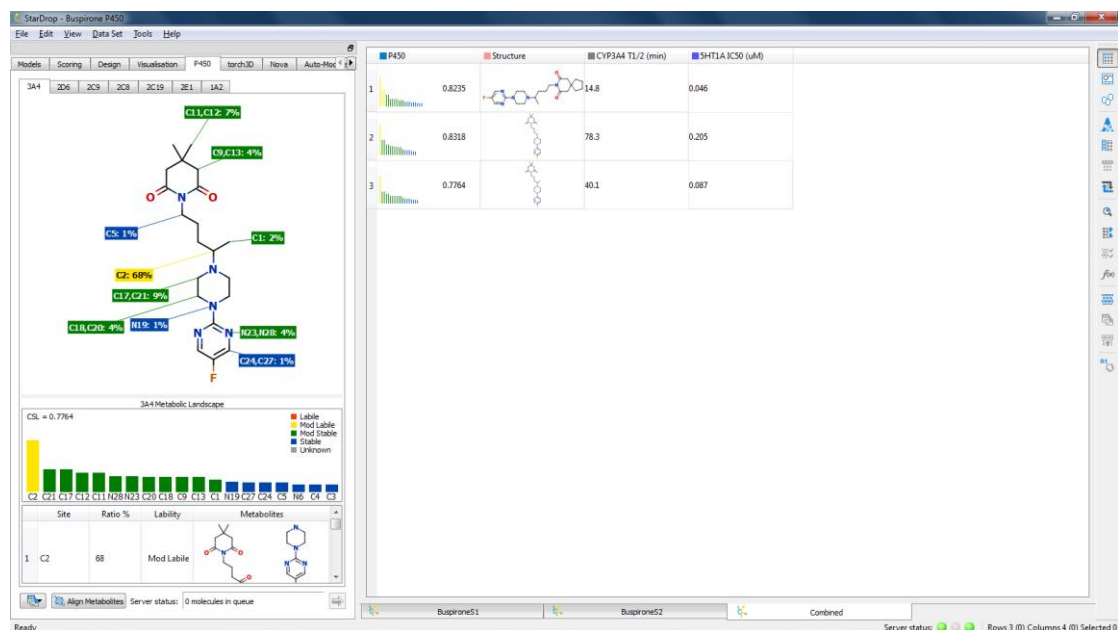 StarDrop - Buspirone P450
File Edit View Data Set Tools Help
Models Scoring Design Visualisation P450 torch3D Nova Auto-Mod
3A4 2D6 2C9 2C8 2C19 2E1 1A2
C11,C12: 7%
C9,C13: 4%
O N O
C5: 1%
C1: 2%
C2: 68%
N
C17,C21: 9%
C18,C20: 4% N19: 1% N
N N N23,N28: 4%
C24,C27: 1%
F
3A4 Metabolic Landscape
CSL = 0.7764
Labile
Mod Labile
Mod Stable
Stable
Unknown
C2 C21 C17 C12 C11 N28 N23 C20 C18 C9 C13 C1 N19 C27 C24 C5 N6 C4 C3
Site Ratio % Lability Metabolites
1 C2 68 Mod Labile
Align Metabolites Server status: 0 molecules in queue
P450 Structure CYP3A4 T1/2 (min) 5HT1A IC50 (uM)
1 0.8235 14.8 0.046
2 0.8318 78.3 0.205
3 0.7764 40.1 0.087
f(x)
BuspironeS1 BuspironeS2 Combined
Ready
Server status: Rows 3 (0) Columns 4 (0) Selected 0